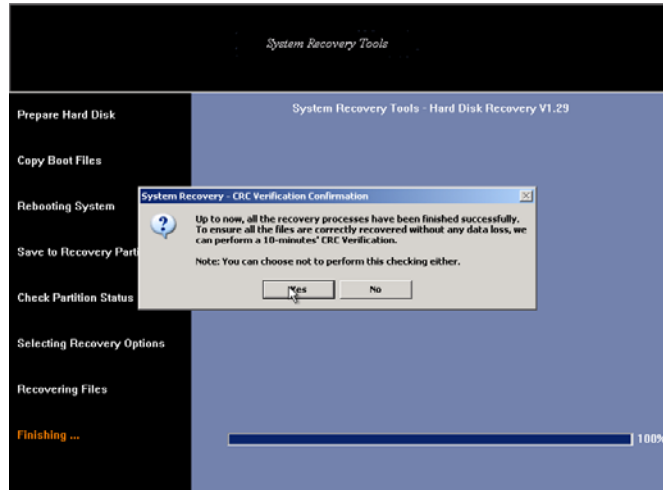 System Recovery Tools
System Recovery Tools - Hard Disk Recovery V1.29
Prepare Hard Disk
Copy Boot Files
Rebooting System
Save to Recovery Parti
Check Partition Status
Selecting Recovery Options
Recovering Files
Finishing ...
System Recovery - CRC Verification Confirmation
Up to now, all the recovery processes have been finished successfully.
To ensure all the files are correctly recovered without any data loss, we
can perform a 10-minutes' CRC Verification.
Note: You can choose not to perform this checking either.
Yes
No
100%